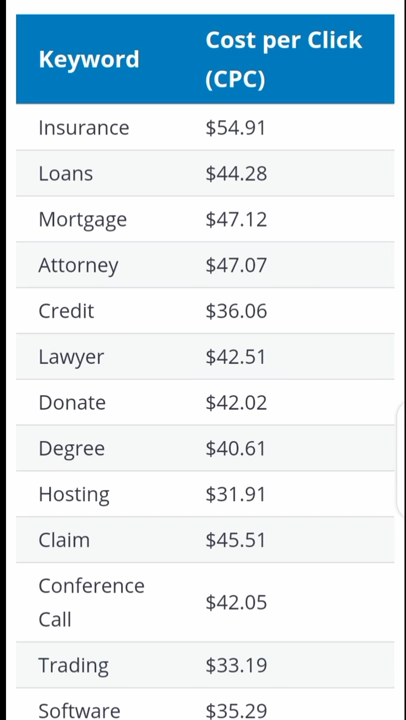 Keyword Cost per Click (CPC)
Insurance $54.91
Loans $44.28
Mortgage $47.12
Attorney $47.07
Credit $36.06
Lawyer $42.51
Donate $42.02
Degree $40.61
Hosting $31.91
Claim $45.51
Conference Call $42.05
Trading $33.19
Software $35.29